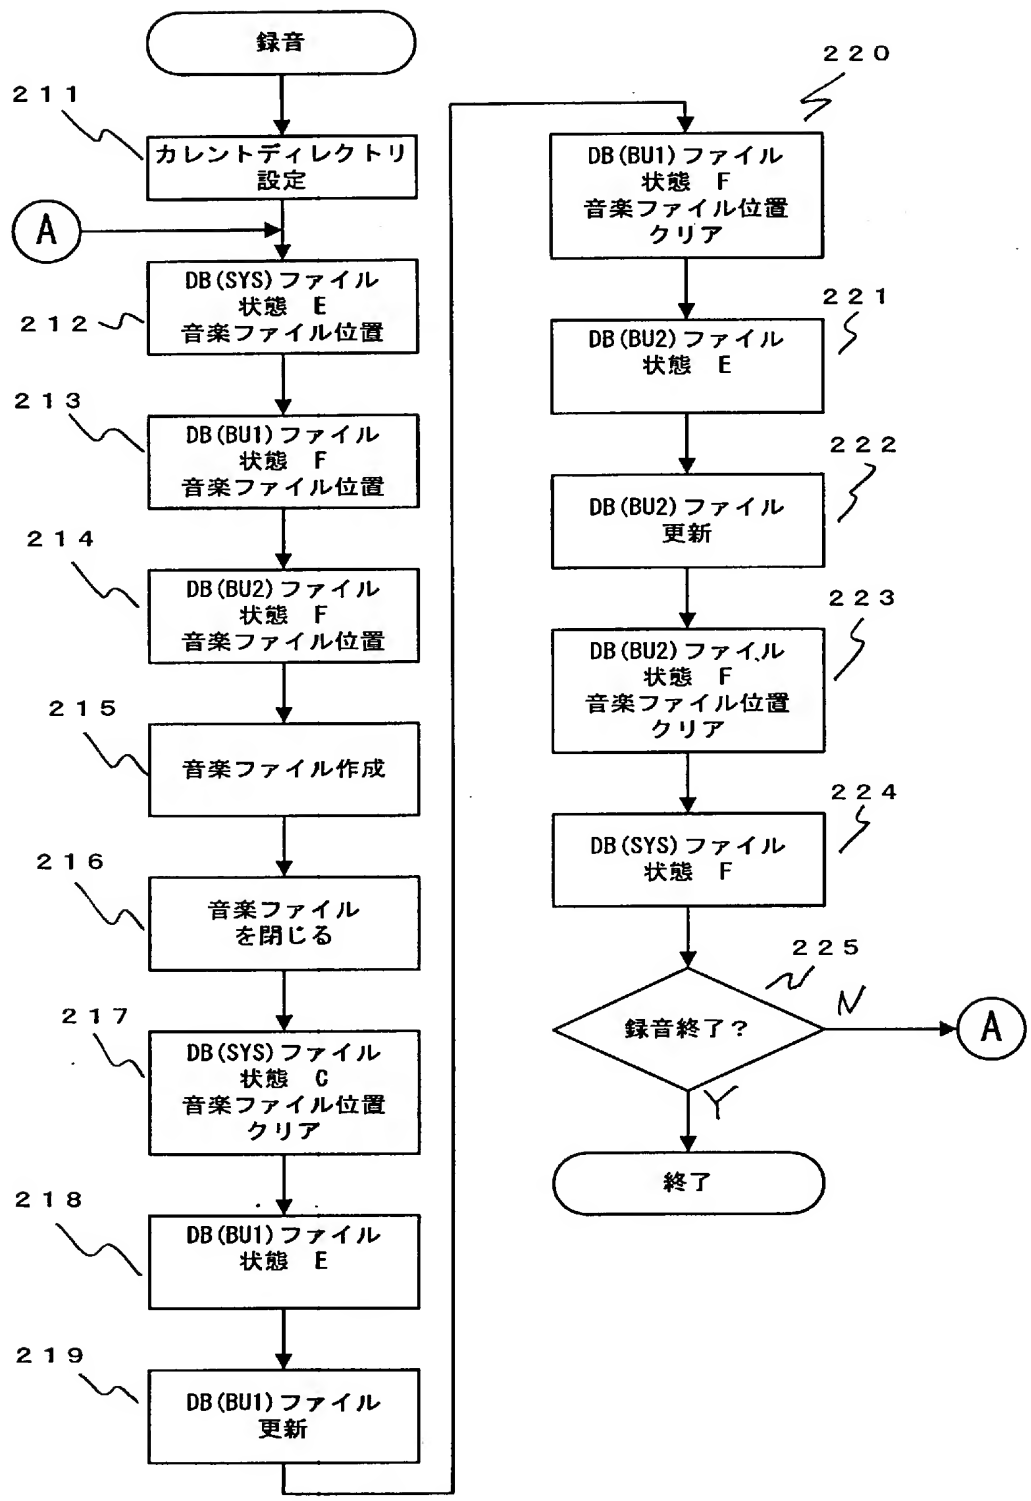 録音
211
カレントディレクトリ
設定
A
212
DB(SYS)ファイル
状態 E
音楽ファイル位置
213
DB(BU1)ファイル
状態 F
音楽ファイル位置
214
DB(BU2)ファイル
状態 F
音楽ファイル位置
215
音楽ファイル作成
216
音楽ファイル
を閉じる
217
DB(SYS)ファイル
状態 C
音楽ファイル位置
クリア
218
DB(BU1)ファイル
状態 E
219
DB(BU1)ファイル
更新
220
DB(BU1)ファイル
状態 F
音楽ファイル位置
クリア
221
DB(BU2)ファイル
状態 E
222
DB(BU2)ファイル
更新
223
DB(BU2)ファイル
状態 F
音楽ファイル位置
クリア
224
DB(SYS)ファイル
状態 F
225
録音終了?
N
A
Y
終了